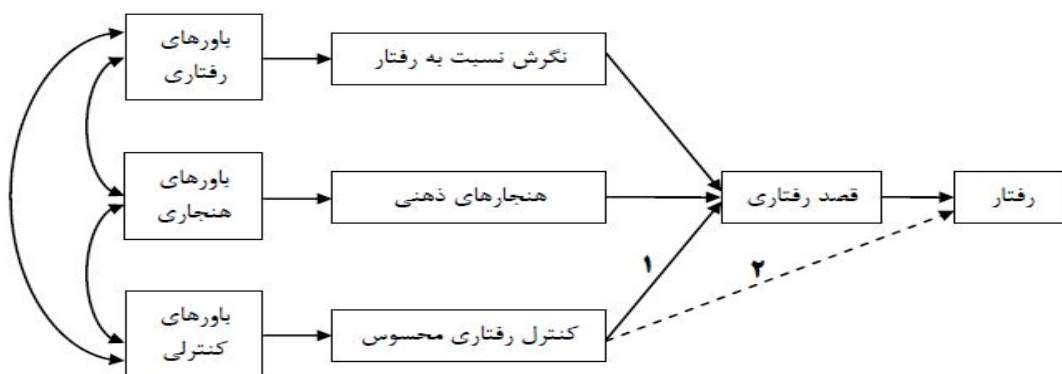 باورهای
رفتاری
نگرش نسبت به رفتار
باورهای
هنجاری
هنجارهای ذهنی
قصد رفتاری
رفتار
۱
۲
باورهای
کنترلی
کنترل رفتاری محسوس